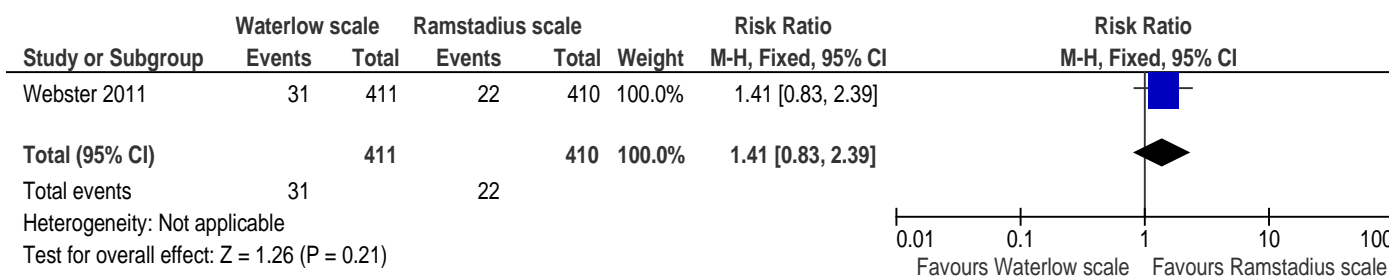 Waterlow scale Ramstadius scale Risk Ratio Risk Ratio
Study or Subgroup Events Total Events Total Weight M-H, Fixed, 95% CI M-H, Fixed, 95% CI
Webster 2011 31 411 22 410 100.0% 1.41 [0.83, 2.39]
Total (95% CI) 411 410 100.0% 1.41 [0.83, 2.39]
Total events 31 22
Heterogeneity: Not applicable
Test for overall effect: Z = 1.26 (P = 0.21)
0.01 0.1 1 10 100
Favours Waterlow scale Favours Ramstadius scale